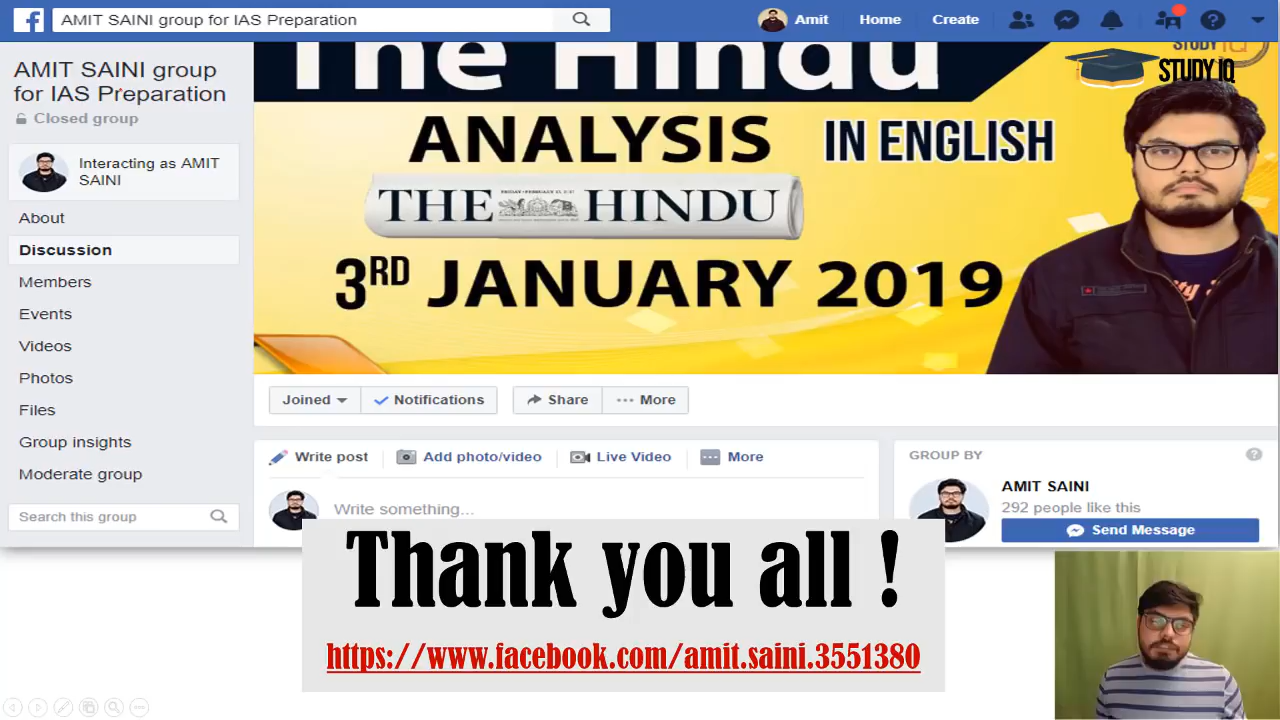 AMIT SAINI group for IAS Preparation
Amit
Home
Create
AMIT SAINI group
for IAS Preparation
Closed group
Interacting as AMIT
SAINI
About
Discussion
Members
Events
Videos
Photos
Files
Group insights
Moderate group
Search this group
The Hindu
STUDY IQ
STUDY IQ
ANALYSIS
IN ENGLISH
THE HINDU
3RD JANUARY 2019
Joined
Notifications
Share
More
Write post
Add photo/video
Live Video
More
Write something...
GROUP BY
AMIT SAINI
292 people like this
Send Message
Thank you all !
https://www.facebook.com/amit.saini.3551380